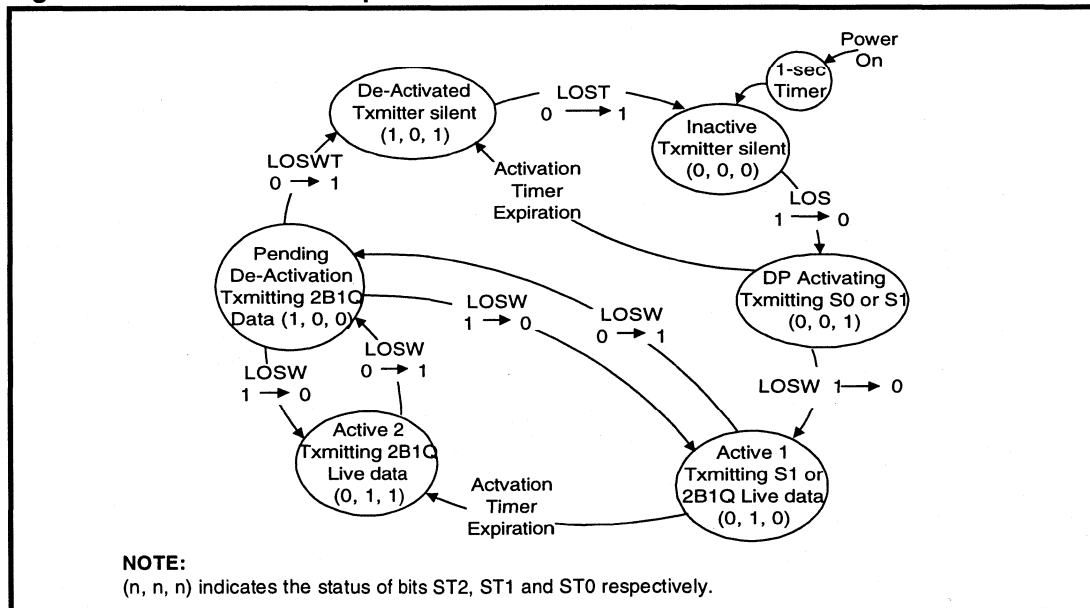 Power
On
1-sec
Timer
De-Activated
Txmitter silent
(1, 0, 1)
LOST
0 → 1
Inactive
Txmitter silent
(0, 0, 0)
LOSWT
0 → 1
Activation
Timer
Expiration
LOS
1 → 0
Pending
De-Activation
Txmitting 2B1Q
Data (1, 0, 0)
DP Activating
Txmitting S0 or S1
(0, 0, 1)
LOSW
1 → 0
LOSW
0 → 1
LOSW
0 → 1
LOSW
1 → 0
LOSW 1 → 0
Active 2
Txmitting 2B1Q
Live data
(0, 1, 1)
Active 1
Txmitting S1 or
2B1Q Live data
(0, 1, 0)
Actvation
Timer
Expiration
NOTE:
(n, n, n) indicates the status of bits ST2, ST1 and ST0 respectively.